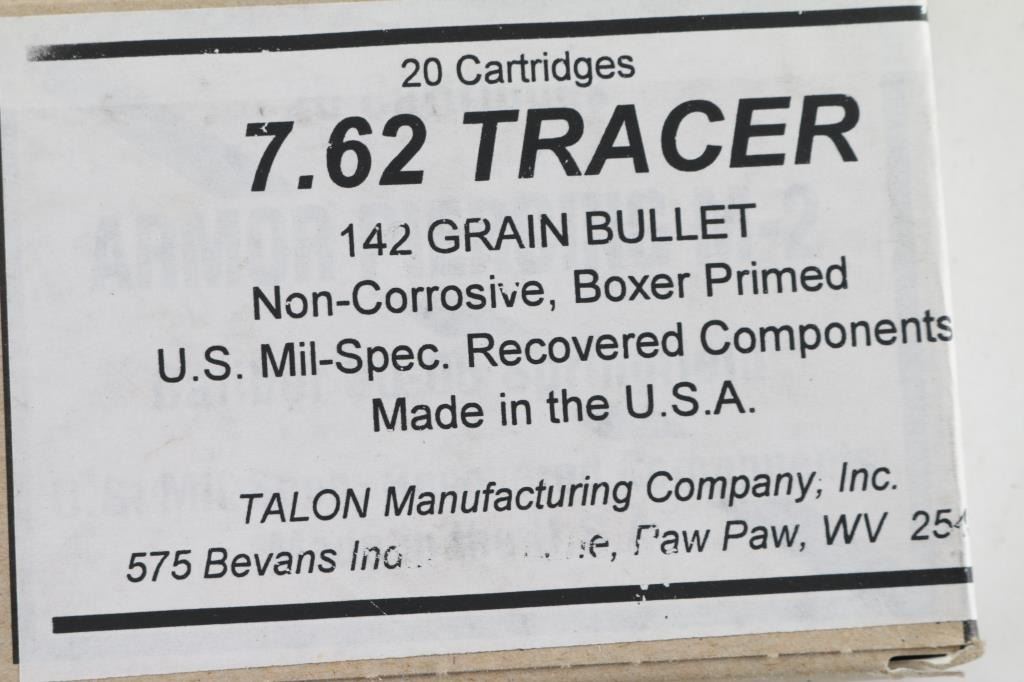 20 Cartridges
7.62 TRACER
142 GRAIN BULLET
Non-Corrosive, Boxer Primed
U.S. Mil-Spec. Recovered Components
Made in the U.S.A.
TALON Manufacturing Company, Inc.
575 Bevans Paw Paw, WV